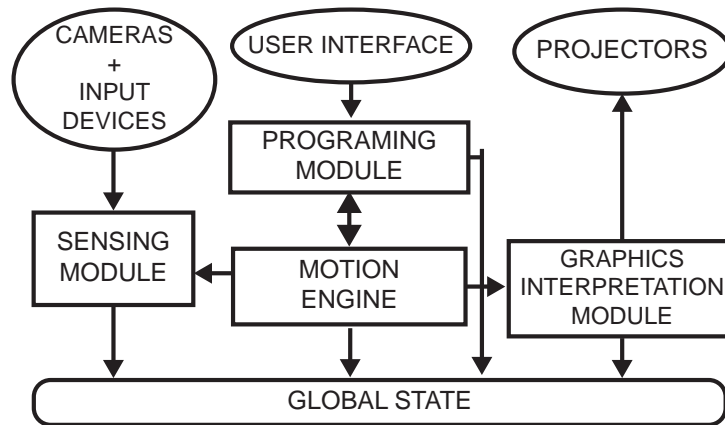 CAMERAS
+
INPUT
DEVICES
USER INTERFACE
PROJECTORS
PROGRAMING
MODULE
SENSING
MODULE
MOTION
ENGINE
GRAPHICS
INTERPRETATION
MODULE
GLOBAL STATE